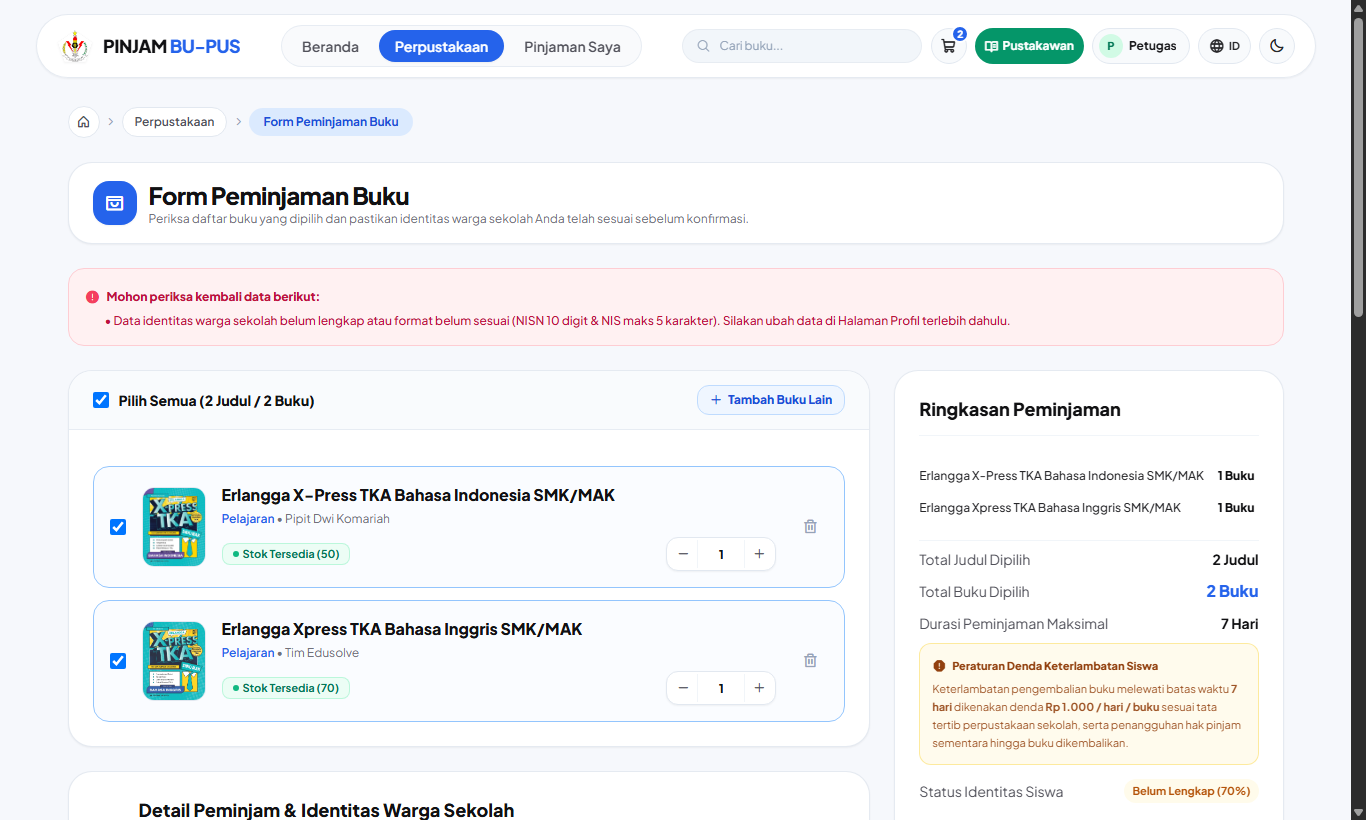 PINJAM BU-PUS
Beranda
Perpustakaan
Pinjaman Saya
Cari buku...
2
Pustakawan
P
Petugas
ID
Perpustakaan
Form Peminjaman Buku
Form Peminjaman Buku
Periksa daftar buku yang dipilih dan pastikan identitas warga sekolah Anda telah sesuai sebelum konfirmasi.
Mohon periksa kembali data berikut:
• Data identitas warga sekolah belum lengkap atau format belum sesuai (NISN 10 digit & NIS maks 5 karakter). Silakan ubah data di Halaman Profil terlebih dahulu.
Pilih Semua (2 Judul / 2 Buku)
+ Tambah Buku Lain
X-PRESS
TKA
Erlangga X-Press TKA Bahasa Indonesia SMK/MAK
Pelajaran • Pipit Dwi Komariah
Stok Tersedia (50)
− 1 +
XPRESS
TKA
Erlangga Xpress TKA Bahasa Inggris SMK/MAK
Pelajaran • Tim Edusolve
Stok Tersedia (70)
− 1 +
Detail Peminjam & Identitas Warga Sekolah
Ringkasan Peminjaman
Erlangga X-Press TKA Bahasa Indonesia SMK/MAK 1 Buku
Erlangga Xpress TKA Bahasa Inggris SMK/MAK 1 Buku
Total Judul Dipilih 2 Judul
Total Buku Dipilih 2 Buku
Durasi Peminjaman Maksimal 7 Hari
Peraturan Denda Keterlambatan Siswa
Keterlambatan pengembalian buku melewati batas waktu 7
hari dikenakan denda Rp 1.000 / hari / buku sesuai tata
tertib perpustakaan sekolah, serta penangguhan hak pinjam
sementara hingga buku dikembalikan.
Status Identitas Siswa Belum Lengkap (70%)